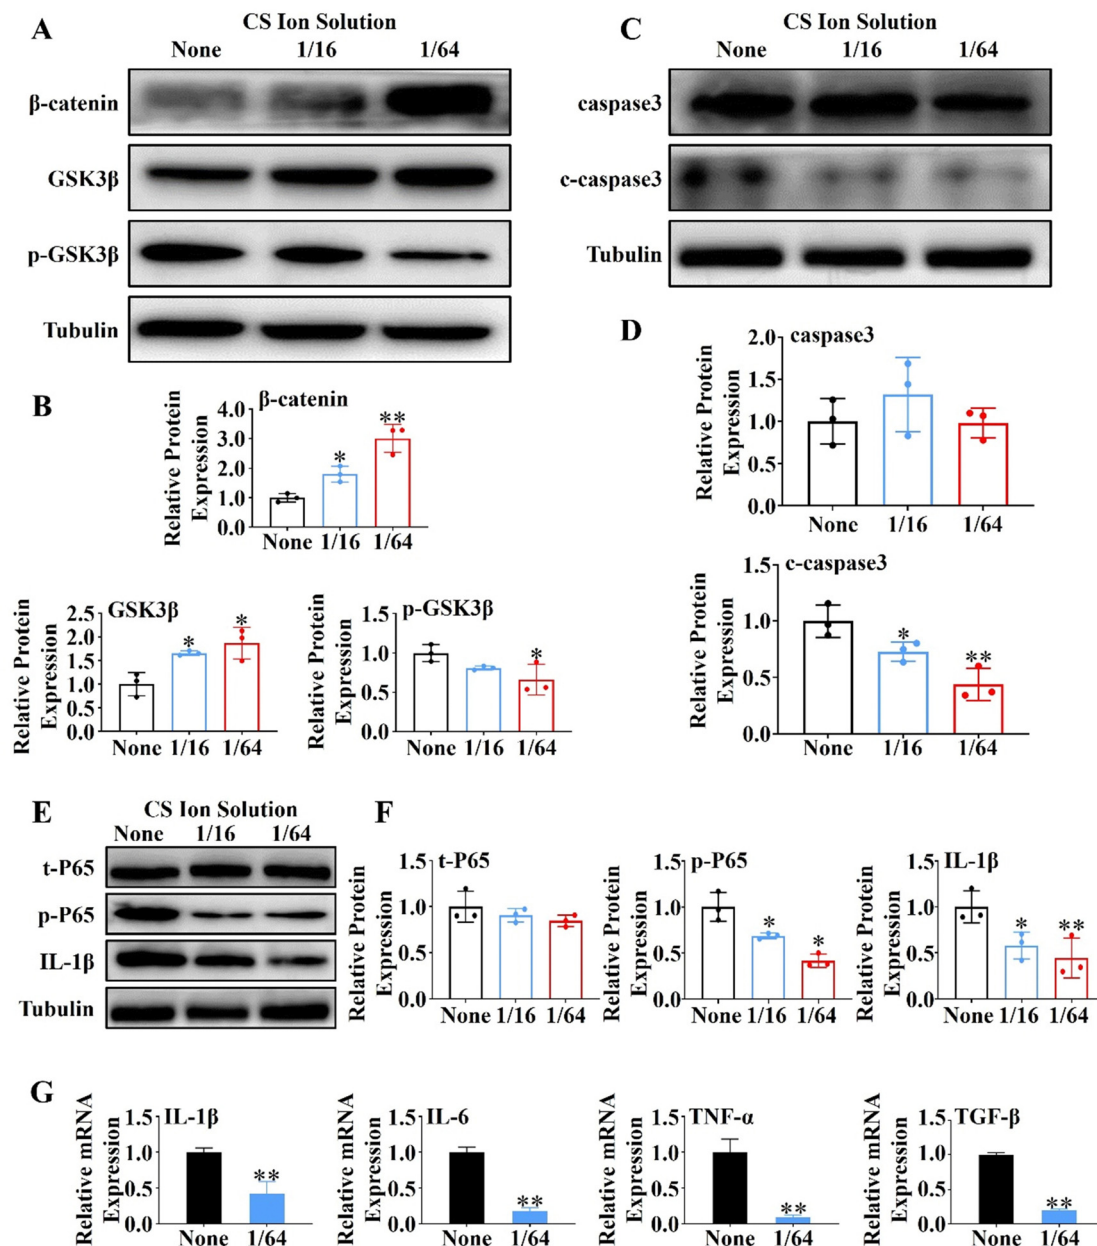 A
CS Ion Solution
None 1/16 1/64
β-catenin
GSK3β
p-GSK3β
Tubulin
B
β-catenin
Relative Protein
Expression
4.0
3.0
2.0
1.0
0.0
*
**
None 1/16 1/64
GSK3β
Relative Protein
Expression
2.5
2.0
1.5
1.0
0.5
0.0
*
*
None 1/16 1/64
p-GSK3β
Relative Protein
Expression
1.5
1.0
0.5
0.0
*
None 1/16 1/64
C
CS Ion Solution
None 1/16 1/64
caspase3
c-caspase3
Tubulin
D
caspase3
Relative Protein
Expression
2.0
1.5
1.0
0.5
0.0
None 1/16 1/64
c-caspase3
Relative Protein
Expression
1.5
1.0
0.5
0.0
*
**
None 1/16 1/64
E
CS Ion Solution
None 1/16 1/64
t-P65
p-P65
IL-1β
Tubulin
F
t-P65
Relative Protein
Expression
1.5
1.0
0.5
0.0
None 1/16 1/64
p-P65
Relative Protein
Expression
1.5
1.0
0.5
0.0
*
*
None 1/16 1/64
IL-1β
Relative Protein
Expression
1.5
1.0
0.5
0.0
*
**
None 1/16 1/64
G
IL-1β
Relative mRNA
Expression
1.5
1.0
0.5
0.0
**
None 1/64
IL-6
Relative mRNA
Expression
1.5
1.0
0.5
0.0
**
None 1/64
TNF-α
Relative mRNA
Expression
1.5
1.0
0.5
0.0
**
None 1/64
TGF-β
Relative mRNA
Expression
1.5
1.0
0.5
0.0
**
None 1/64